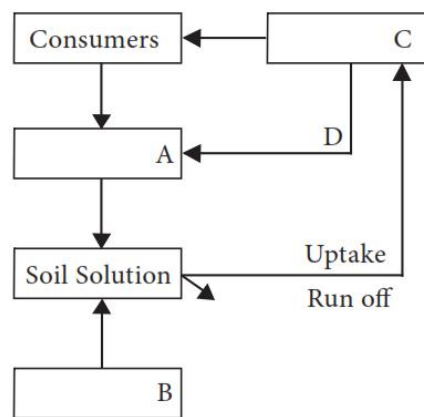 Consumers
C
D
A
Uptake
Soil Solution
Run off
B